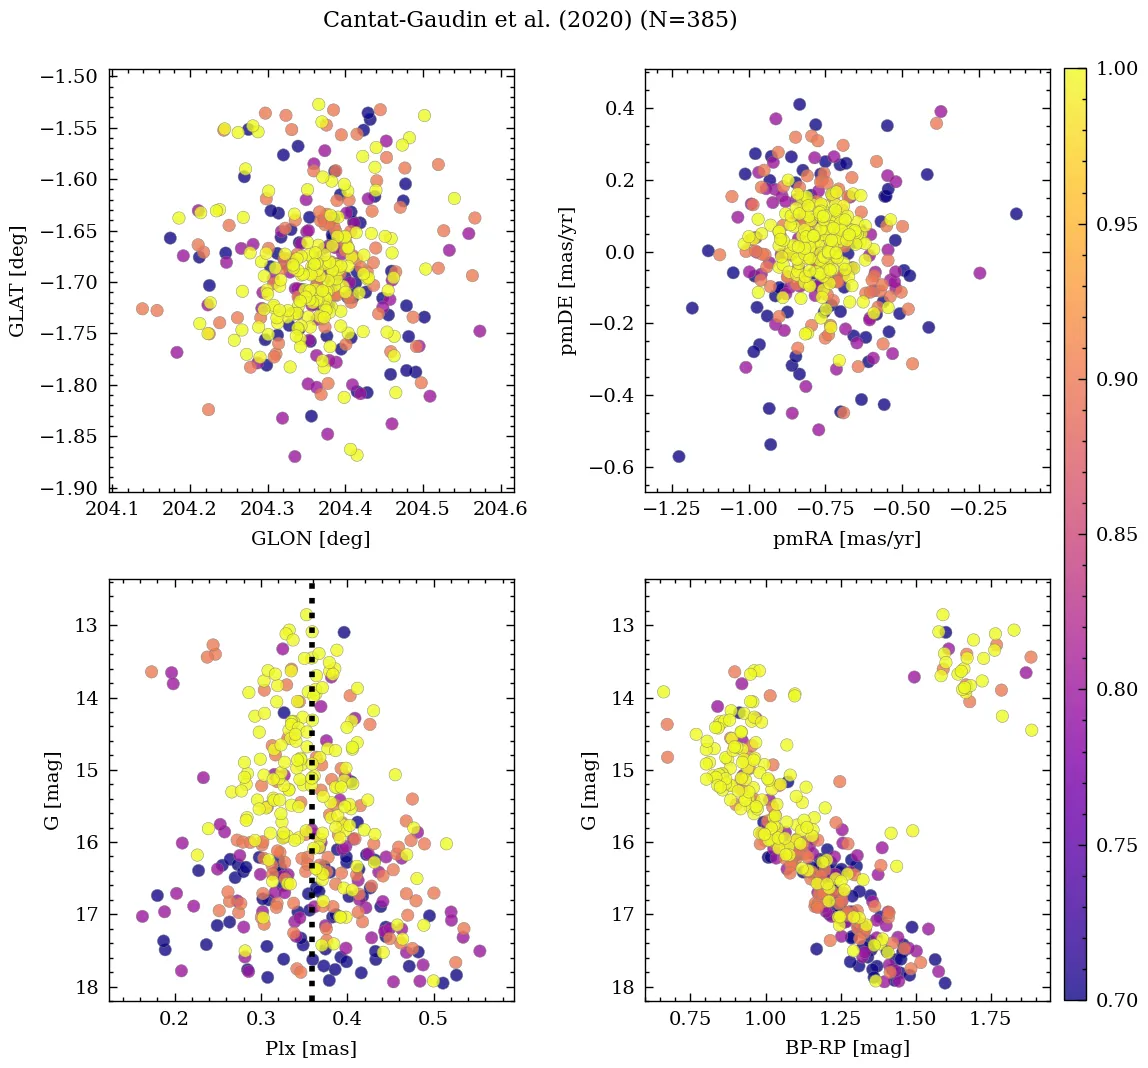 Cantat-Gaudin et al. (2020) (N=385)
−1.50
−1.55
−1.60
−1.65
−1.70
−1.75
−1.80
−1.85
−1.90
GLAT [deg]
204.1 204.2 204.3 204.4 204.5 204.6
GLON [deg]
0.4
0.2
0.0
−0.2
−0.4
−0.6
pmDE [mas/yr]
−1.25 −1.00 −0.75 −0.50 −0.25
pmRA [mas/yr]
13
14
15
16
17
18
G [mag]
0.2 0.3 0.4 0.5
Plx [mas]
13
14
15
16
17
18
G [mag]
0.75 1.00 1.25 1.50 1.75
BP-RP [mag]
1.00
0.95
0.90
0.85
0.80
0.75
0.70